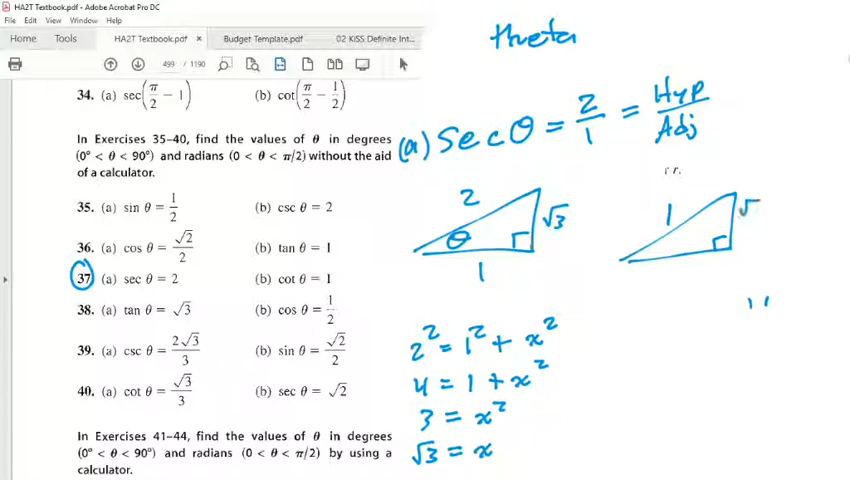 HA2T Textbook.pdf - Adobe Acrobat Pro DC
File Edit View Window Help
Home Tools HA2T Textbook.pdf × Budget Template.pdf 02 KISS Definite Int...
499 / 1190
34. (a) sec(π/2 − 1) (b) cot(π/2 − 1/2)
In Exercises 35–40, find the values of θ in degrees
(0° < θ < 90°) and radians (0 < θ < π/2) without the aid
of a calculator.
35. (a) sin θ = 1/2 (b) csc θ = 2
36. (a) cos θ = √2/2 (b) tan θ = 1
37. (a) sec θ = 2 (b) cot θ = 1
38. (a) tan θ = √3 (b) cos θ = 1/2
39. (a) csc θ = 2√3/3 (b) sin θ = √2/2
40. (a) cot θ = √3/3 (b) sec θ = √2
In Exercises 41–44, find the values of θ in degrees
(0° < θ < 90°) and radians (0 < θ < π/2) by using a
calculator.
theta
(a) Sec θ = 2/1 = Hyp/Adj
2
√3
θ
1
1
√
2² = 1² + x²
4 = 1 + x²
3 = x²
√3 = x